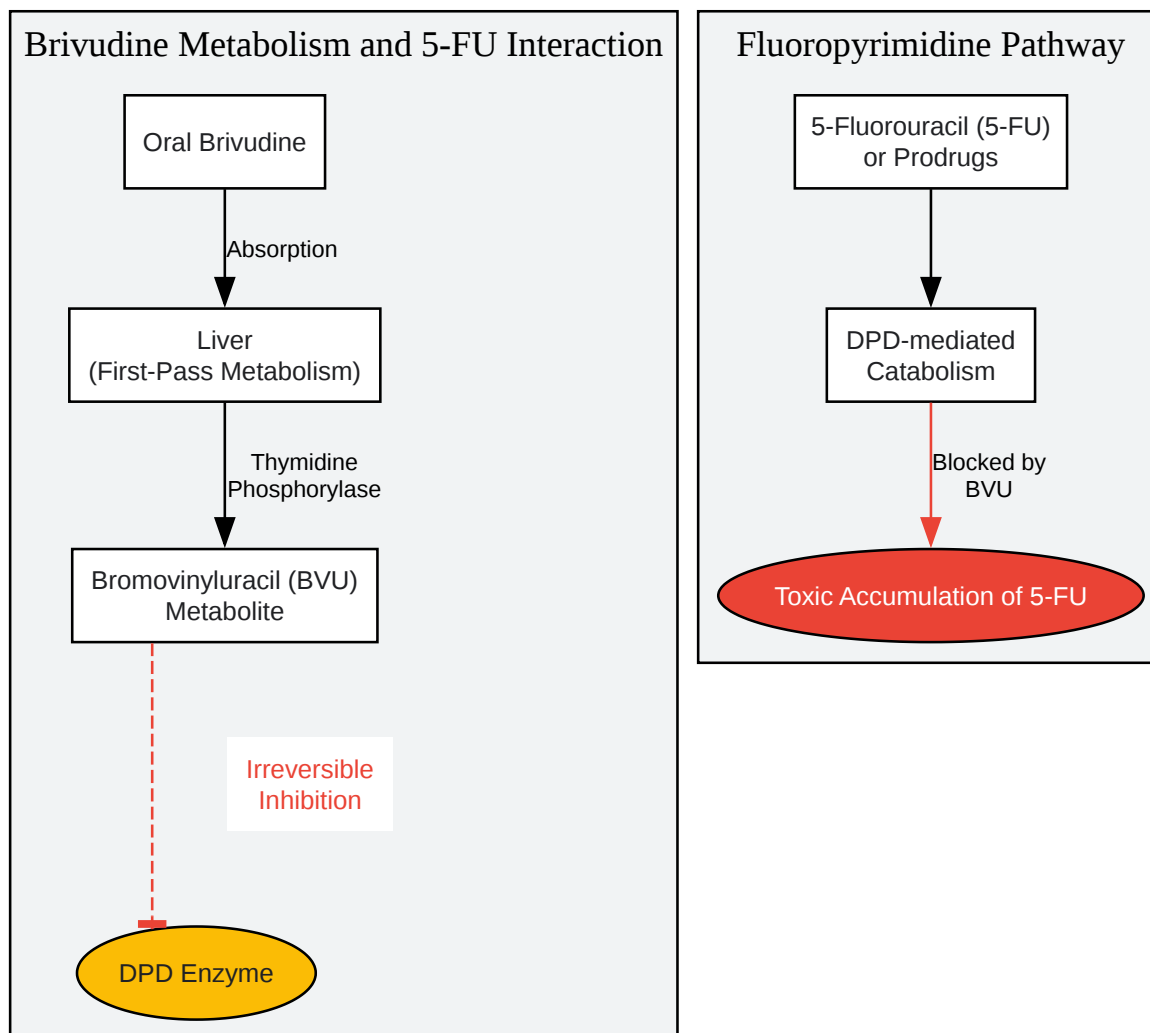 Brivudine Metabolism and 5-FU Interaction
Oral Brivudine
Absorption
Liver
(First-Pass Metabolism)
Thymidine
Phosphorylase
Bromovinyluracil (BVU)
Metabolite
Irreversible
Inhibition
DPD Enzyme
Fluoropyrimidine Pathway
5-Fluorouracil (5-FU)
or Prodrugs
DPD-mediated
Catabolism
Blocked by
BVU
Toxic Accumulation of 5-FU